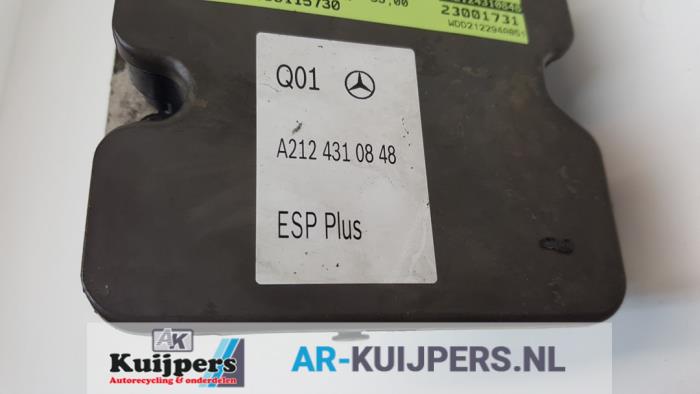 23001731
Q01
A212 431 08 48
ESP Plus
AK
Kuijpers
Autorecycling & onderdelen
AR-KUIJPERS.NL